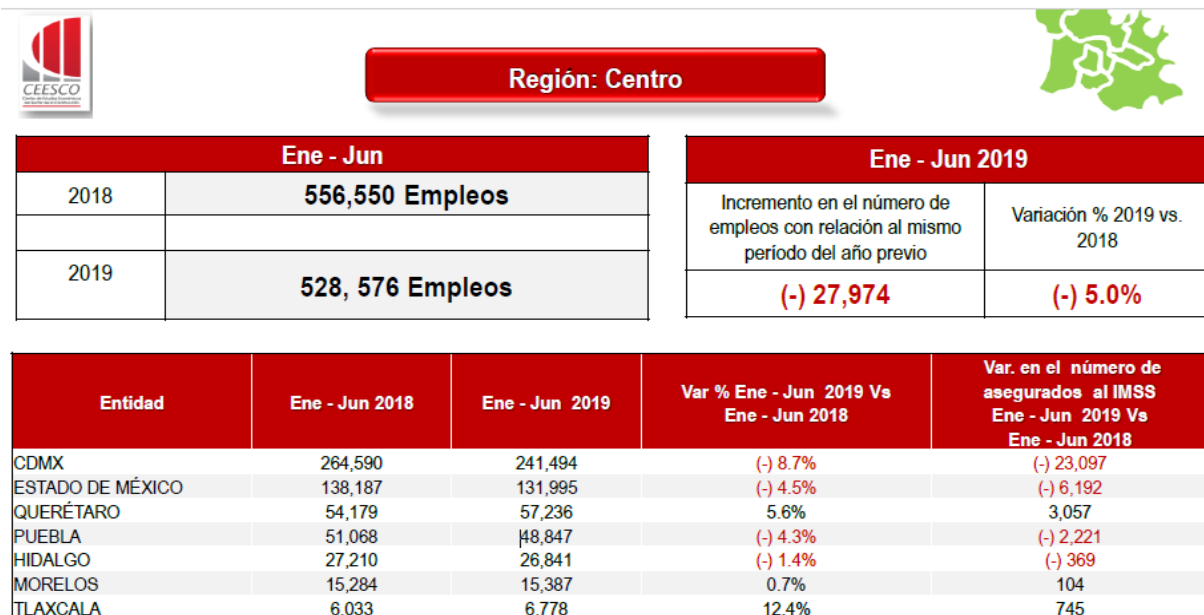 CEESCO
Región: Centro
Ene - Jun
2018 556,550 Empleos
2019 528, 576 Empleos
Ene - Jun 2019
Incremento en el número de
empleos con relación al mismo
período del año previo
Variación % 2019 vs.
2018
(-) 27,974 (-) 5.0%
Entidad
Ene - Jun 2018
Ene - Jun 2019
Var % Ene - Jun 2019 Vs
Ene - Jun 2018
Var. en el número de
asegurados al IMSS
Ene - Jun 2019 Vs
Ene - Jun 2018
CDMX 264,590 241,494 (-) 8.7% (-) 23,097
ESTADO DE MÉXICO 138,187 131,995 (-) 4.5% (-) 6,192
QUERÉTARO 54,179 57,236 5.6% 3,057
PUEBLA 51,068 48,847 (-) 4.3% (-) 2,221
HIDALGO 27,210 26,841 (-) 1.4% (-) 369
MORELOS 15,284 15,387 0.7% 104
TLAXCALA 6,033 6,778 12.4% 745